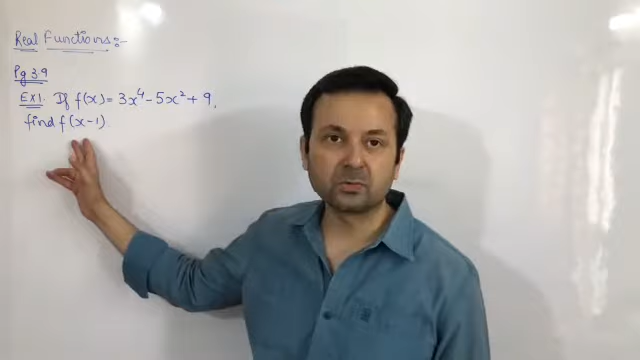 Real Functions:-
Pg 3.9
EX1. If f(x) = 3x⁴ - 5x² + 9,
find f(x-1).